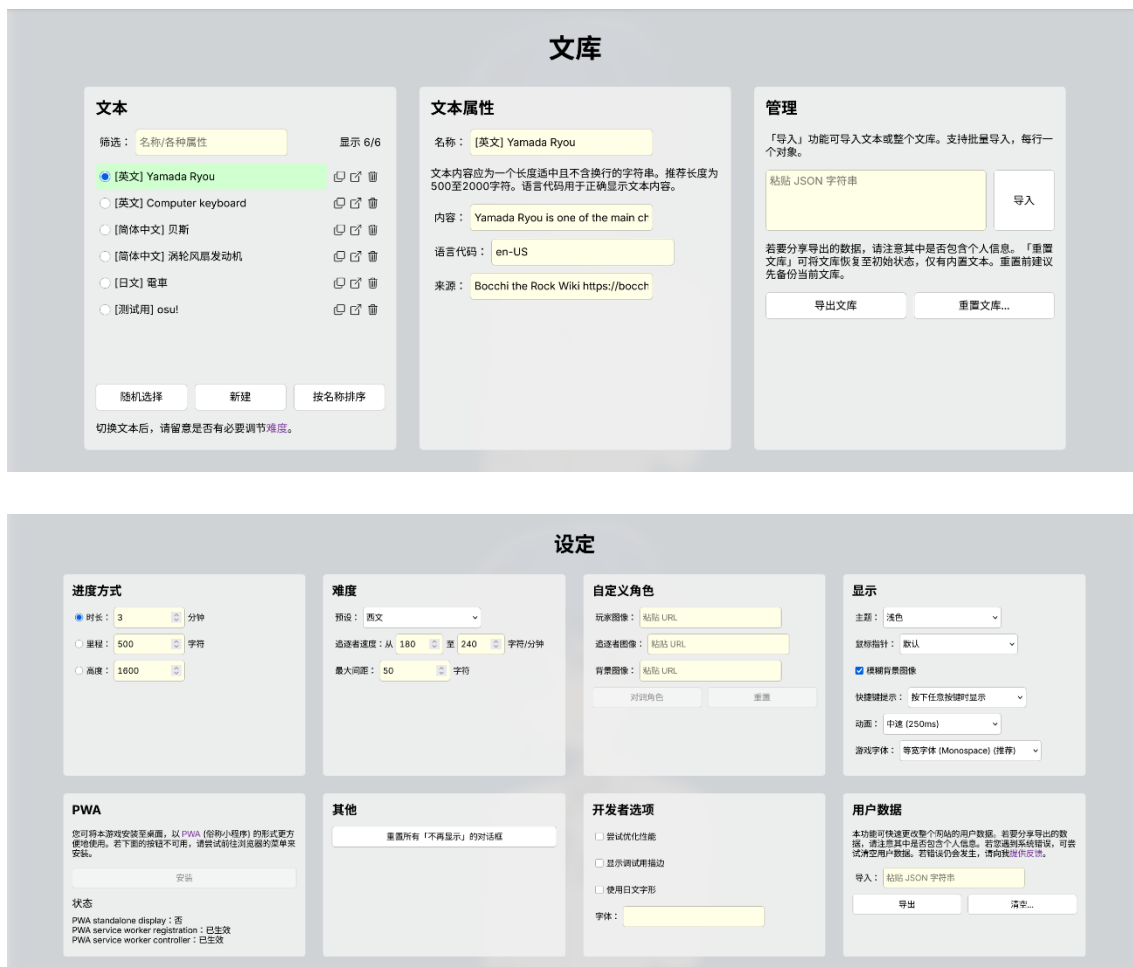 文库
文本
筛选： 名称/各种属性 显示 6/6
[英文] Yamada Ryou
[英文] Computer keyboard
[简体中文] 贝斯
[简体中文] 涡轮风扇发动机
[日文] 電車
[测试用] osu!
随机选择 新建 按名称排序
切换文本后，请留意是否有必要调节难度。
文本属性
名称： [英文] Yamada Ryou
文本内容应为一个长度适中且不含换行的字符串。推荐长度为
500至2000字符。语言代码用于正确显示文本内容。
内容： Yamada Ryou is one of the main ch
语言代码： en-US
来源： Bocchi the Rock Wiki https://bocch
管理
「导入」功能可导入文本或整个文库。支持批量导入，每行一
个对象。
粘贴 JSON 字符串
导入
若要分享导出的数据，请注意其中是否包含个人信息。「重置
文库」可将文库恢复至初始状态，仅有内置文本。重置前建议
先备份当前文库。
导出文库 重置文库...
设定
进度方式
时长： 3 分钟
里程： 500 字符
高度： 1600
难度
预设： 西文
追逐者速度：从 180 至 240 字符/分钟
最大间距： 50 字符
自定义角色
玩家图像： 粘贴 URL
追逐者图像： 粘贴 URL
背景图像： 粘贴 URL
对调角色 重置
显示
主题： 浅色
鼠标指针： 默认
模糊背景图像
快捷键提示： 按下任意按键时显示
动画： 中速 (250ms)
游戏字体： 等宽字体 (Monospace) (推荐)
PWA
您可将本游戏安装至桌面，以 PWA (俗称小程序) 的形式更方
便地使用。若下面的按钮不可用，请尝试前往浏览器的菜单来
安装。
安装
状态
PWA standalone display：否
PWA service worker registration：已生效
PWA service worker controller：已生效
其他
重置所有「不再显示」的对话框
开发者选项
尝试优化性能
显示调试用描边
使用日文字形
字体：
用户数据
本功能可快速更改整个网站的用户数据。若要分享导出的数
据，请注意其中是否包含个人信息。若您遇到系统错误，可尝
试清空用户数据。若错误仍会发生，请向我提供反馈。
导入： 粘贴 JSON 字符串
导出 清空...